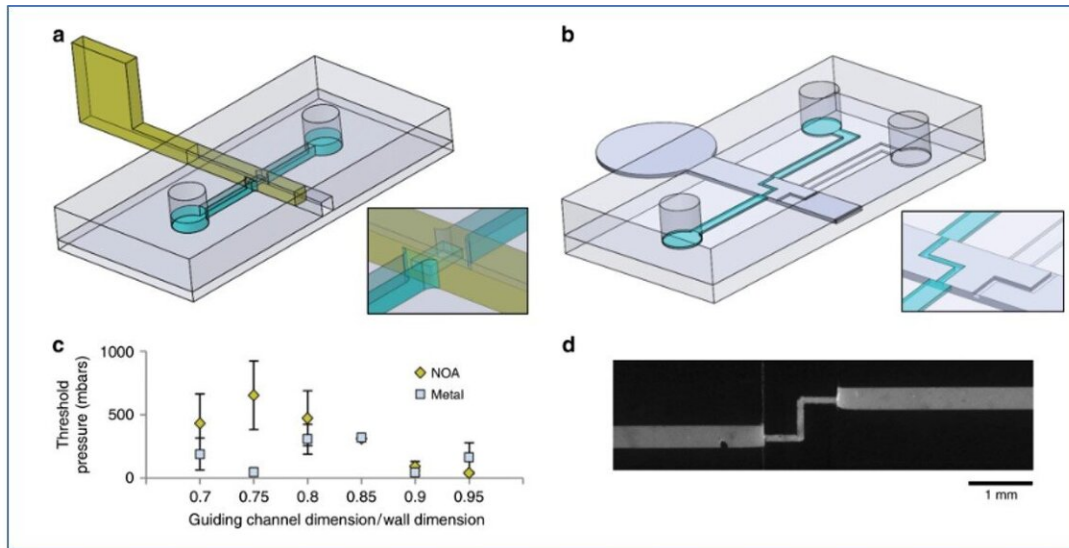 a
b
c
1000
500
0
Threshold
pressure (mbars)
NOA
Metal
0.7 0.75 0.8 0.85 0.9 0.95
Guiding channel dimension/wall dimension
d
1 mm